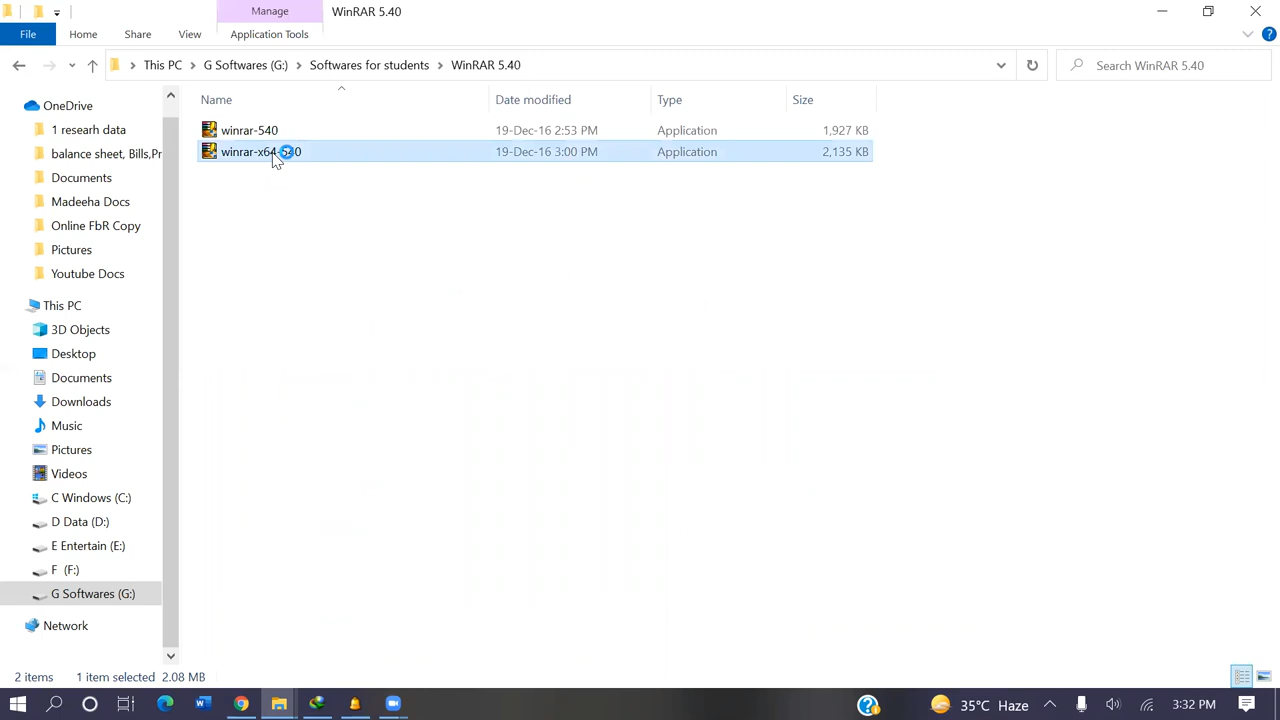 Manage
WinRAR 5.40
File
Home
Share
View
Application Tools
This PC
G Softwares (G:)
Softwares for students
WinRAR 5.40
Search WinRAR 5.40
Name
Date modified
Type
Size
winrar-540
19-Dec-16 2:53 PM
Application
1,927 KB
winrar-x64-540
19-Dec-16 3:00 PM
Application
2,135 KB
OneDrive
1 researh data
balance sheet, Bills,Pr
Documents
Madeeha Docs
Online FbR Copy
Pictures
Youtube Docs
This PC
3D Objects
Desktop
Documents
Downloads
Music
Pictures
Videos
C Windows (C:)
D Data (D:)
E Entertain (E:)
F (F:)
G Softwares (G:)
Network
2 items
1 item selected 2.08 MB
35°C Haze
3:32 PM